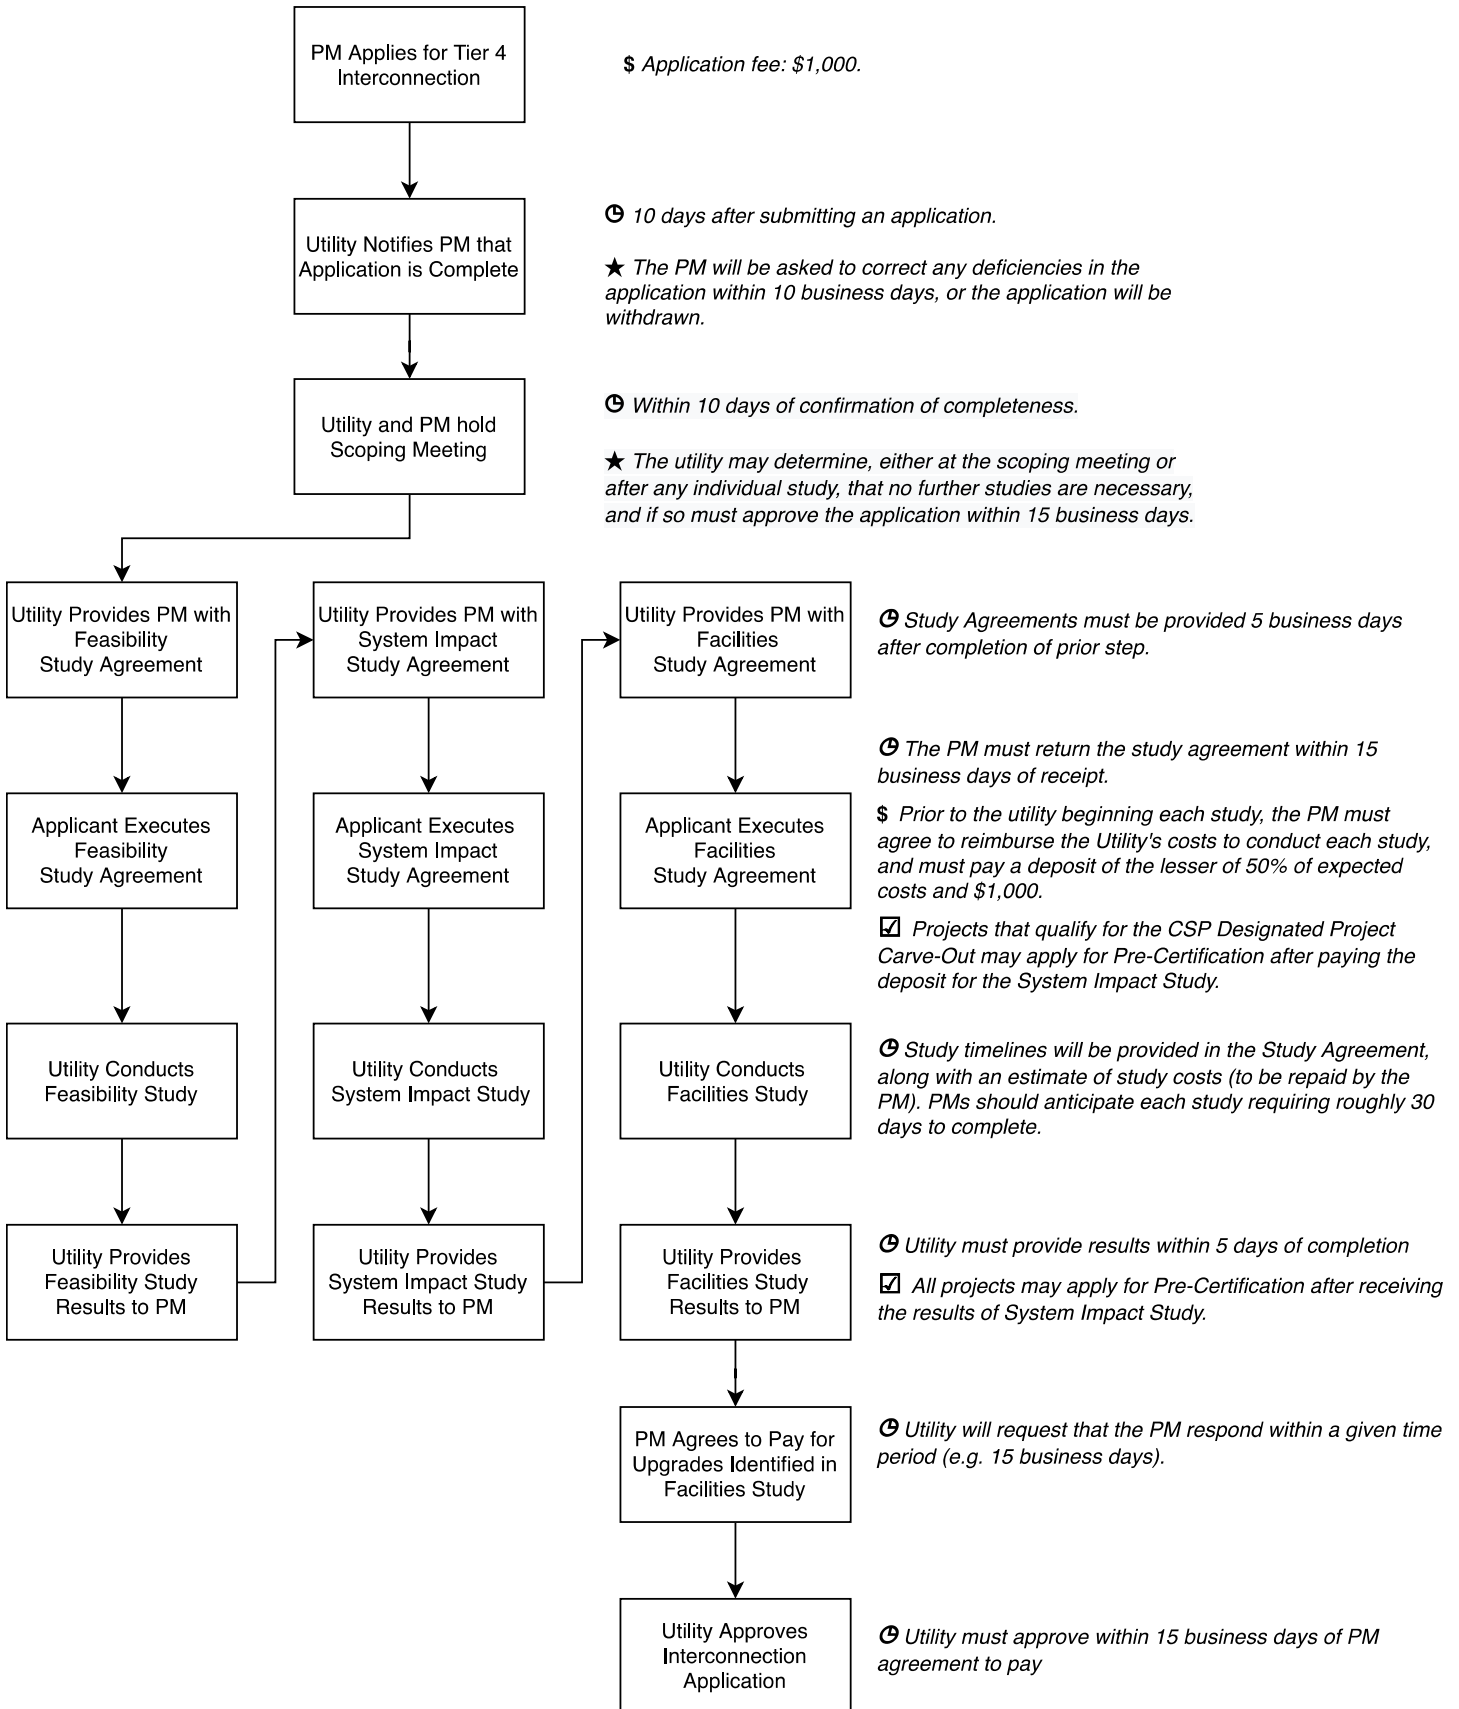 PM Applies for Tier 4
Interconnection
$ Application fee: $1,000.
Utility Notifies PM that
Application is Complete
10 days after submitting an application.
★ The PM will be asked to correct any deficiencies in the
application within 10 business days, or the application will be
withdrawn.
Utility and PM hold
Scoping Meeting
Within 10 days of confirmation of completeness.
★ The utility may determine, either at the scoping meeting or
after any individual study, that no further studies are necessary,
and if so must approve the application within 15 business days.
Utility Provides PM with
Feasibility
Study Agreement
Utility Provides PM with
System Impact
Study Agreement
Utility Provides PM with
Facilities
Study Agreement
Study Agreements must be provided 5 business days
after completion of prior step.
Applicant Executes
Feasibility
Study Agreement
Applicant Executes
System Impact
Study Agreement
Applicant Executes
Facilities
Study Agreement
The PM must return the study agreement within 15
business days of receipt.
$ Prior to the utility beginning each study, the PM must
agree to reimburse the Utility's costs to conduct each study,
and must pay a deposit of the lesser of 50% of expected
costs and $1,000.
☑ Projects that qualify for the CSP Designated Project
Carve-Out may apply for Pre-Certification after paying the
deposit for the System Impact Study.
Utility Conducts
Feasibility Study
Utility Conducts
System Impact Study
Utility Conducts
Facilities Study
Study timelines will be provided in the Study Agreement,
along with an estimate of study costs (to be repaid by the
PM). PMs should anticipate each study requiring roughly 30
days to complete.
Utility Provides
Feasibility Study
Results to PM
Utility Provides
System Impact Study
Results to PM
Utility Provides
Facilities Study
Results to PM
Utility must provide results within 5 days of completion
☑ All projects may apply for Pre-Certification after receiving
the results of System Impact Study.
PM Agrees to Pay for
Upgrades Identified in
Facilities Study
Utility will request that the PM respond within a given time
period (e.g. 15 business days).
Utility Approves
Interconnection
Application
Utility must approve within 15 business days of PM
agreement to pay